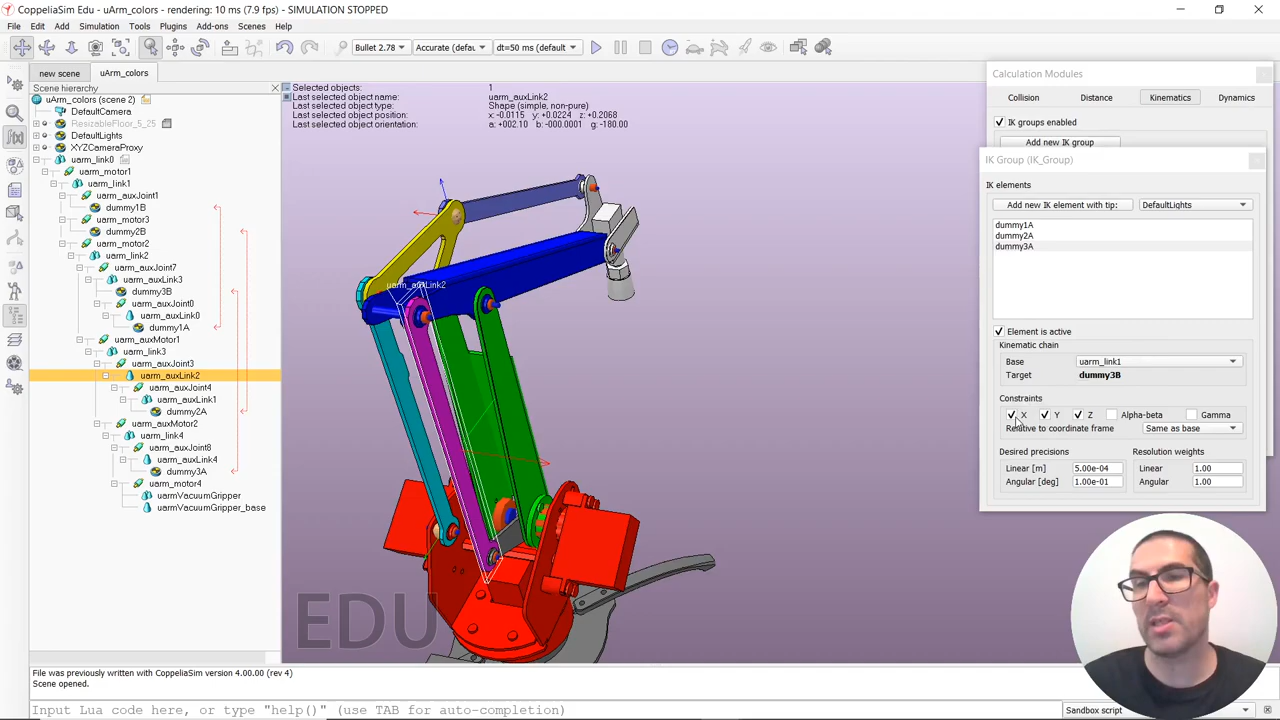 CoppeliaSim Edu - uArm_colors - rendering: 10 ms (7.9 fps) - SIMULATION STOPPED
File Edit Add Simulation Tools Plugins Add-ons Scenes Help
Bullet 2.78 Accurate (defau dt=50 ms (default)
new scene uArm_colors
Scene hierarchy
uArm_colors (scene 2)
DefaultCamera
ResizableFloor_5_25
DefaultLights
XYZCameraProxy
uarm_link0
uarm_motor1
uarm_link1
uarm_auxJoint1
dummy1B
uarm_motor3
dummy2B
uarm_motor2
uarm_link2
uarm_auxJoint7
uarm_auxLink3
dummy3B
uarm_auxJoint0
uarm_auxLink0
dummy1A
uarm_auxMotor1
uarm_link3
uarm_auxJoint3
uarm_auxLink2
uarm_auxJoint4
uarm_auxLink1
dummy2A
uarm_auxMotor2
uarm_link4
uarm_auxJoint8
uarm_auxLink4
dummy3A
uarm_motor4
uarmVacuumGripper
uarmVacuumGripper_base
Selected objects: 1
Last selected object name: uarm_auxLink2
Last selected object type: Shape (simple, non-pure)
Last selected object position: x: -0.0115 y: +0.0224 z: +0.2068
Last selected object orientation: a: +002.10 b: -000.0001 g: -180.00
uarm_auxLink2
EDU
Calculation Modules
Collision Distance Kinematics Dynamics
IK groups enabled
Add new IK group
IK Group (IK_Group)
IK elements
Add new IK element with tip: DefaultLights
dummy1A
dummy2A
dummy3A
Element is active
Kinematic chain
Base uarm_link1
Target dummy3B
Constraints
X Y Z Alpha-beta Gamma
Relative to coordinate frame Same as base
Desired precisions Resolution weights
Linear [m] 5.00e-04 Linear 1.00
Angular [deg] 1.00e-01 Angular 1.00
File was previously written with CoppeliaSim version 4.00.00 (rev 4)
Scene opened.
Input Lua code here, or type "help()" (use TAB for auto-completion) Sandbox script